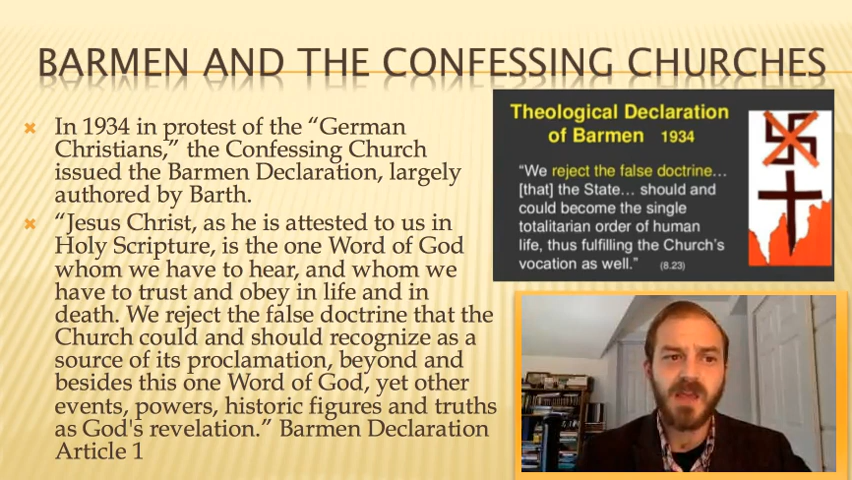 BARMEN AND THE CONFESSING CHURCHES
In 1934 in protest of the “German
Christians,” the Confessing Church
issued the Barmen Declaration, largely
authored by Barth.
“Jesus Christ, as he is attested to us in
Holy Scripture, is the one Word of God
whom we have to hear, and whom we
have to trust and obey in life and in
death. We reject the false doctrine that the
Church could and should recognize as a
source of its proclamation, beyond and
besides this one Word of God, yet other
events, powers, historic figures and truths
as God's revelation.” Barmen Declaration
Article 1
Theological Declaration
of Barmen 1934
“We reject the false doctrine…
[that] the State… should and
could become the single
totalitarian order of human
life, thus fulfilling the Church’s
vocation as well.” (8.23)